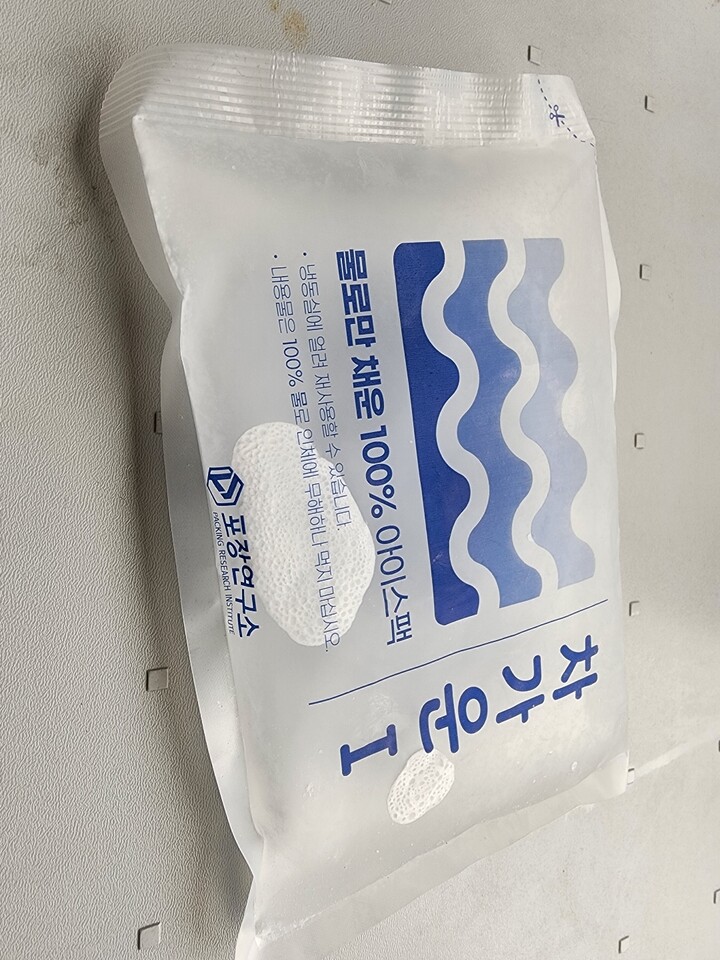 차가운 I
물로만 채운 100% 아이스팩
· 냉동실에 얼려 재사용할 수 있습니다.
· 내용물은 100% 물로 인체에 무해하나 먹지 마십시오.
포장연구소
PACKING RESEARCH INSTITUTE